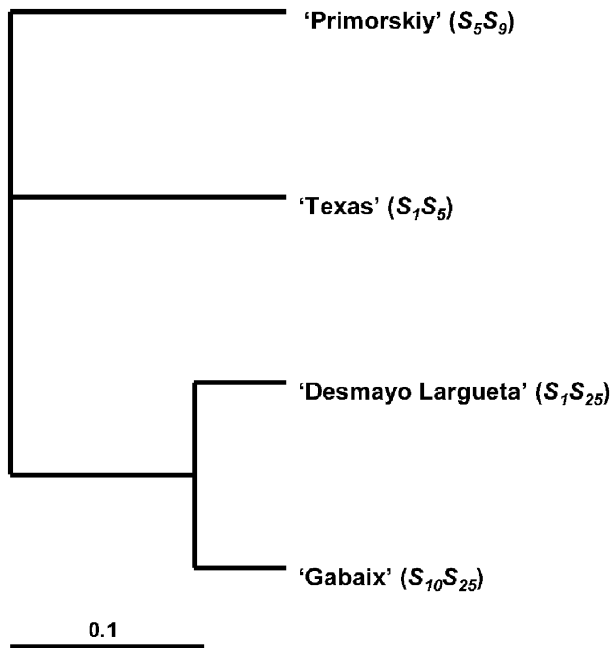 ‘Primorskiy’ (S₅S₉)
‘Texas’ (S₁S₅)
‘Desmayo Largueta’ (S₁S₂₅)
‘Gabaix’ (S₁₀S₂₅)
0.1